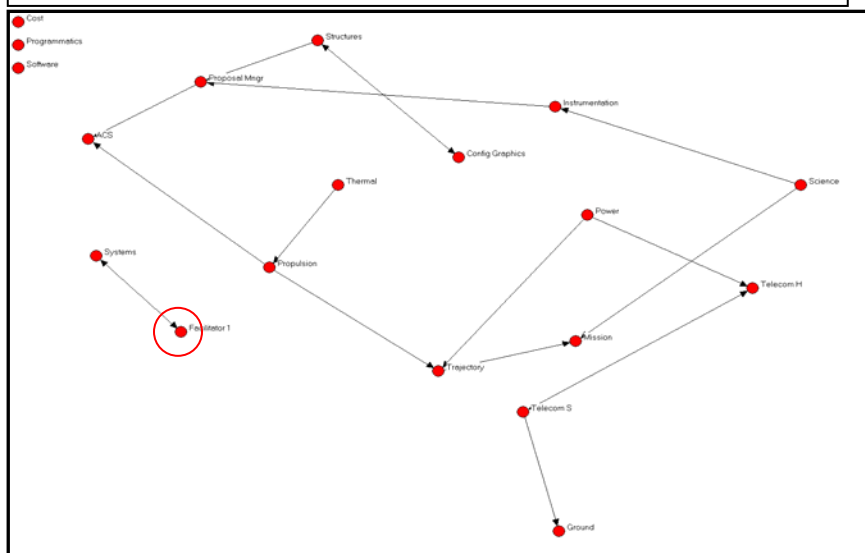 Cost
Programmatics
Software
Structures
Proposal Mngr
Instrumentation
ACS
Config Graphics
Thermal
Science
Power
Systems
Propulsion
Telecom H
Facilitator 1
Mission
Trajectory
Telecom S
Ground